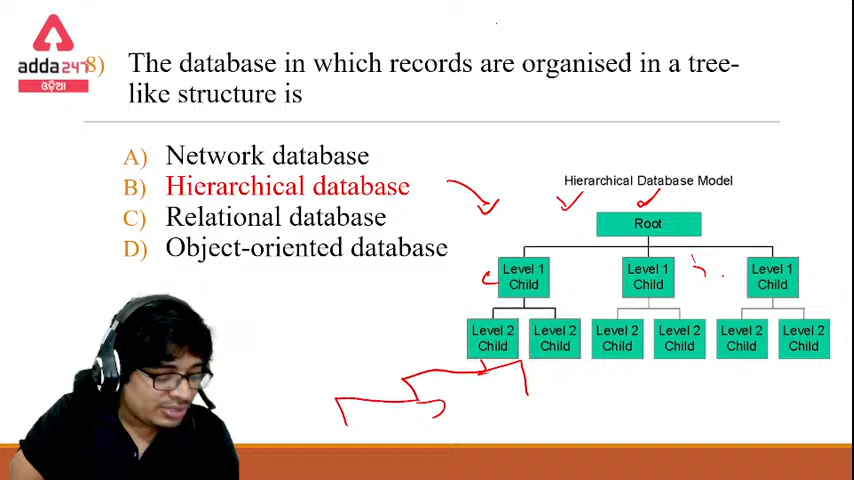 adda247
ଓଡ଼ିଆ
8) The database in which records are organised in a tree-
like structure is
A) Network database
B) Hierarchical database
C) Relational database
D) Object-oriented database
Hierarchical Database Model
Root
Level 1 Child
Level 1 Child
Level 1 Child
Level 2 Child
Level 2 Child
Level 2 Child
Level 2 Child
Level 2 Child
Level 2 Child